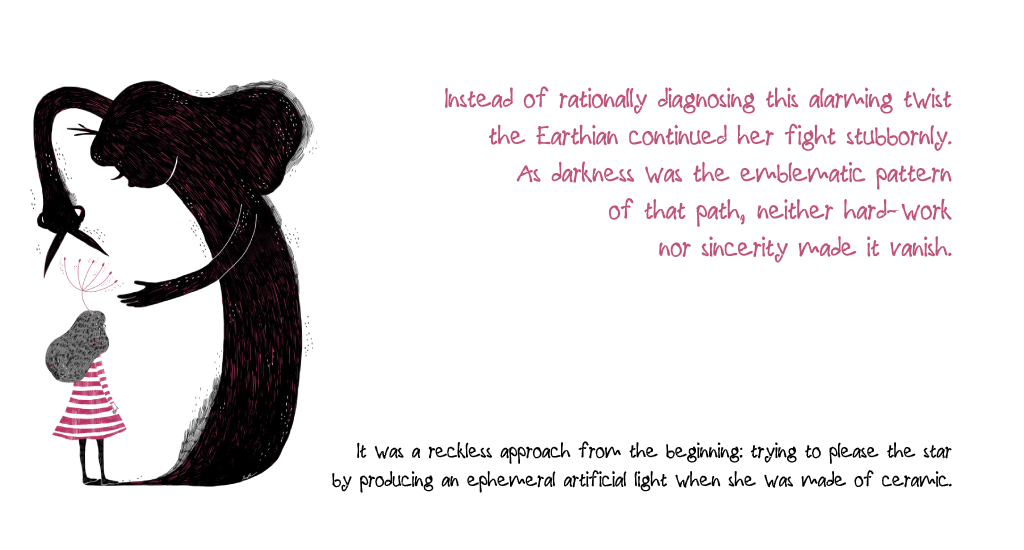 Instead of rationally diagnosing this alarming twist
the Earthian continued her fight stubbornly.
As darkness was the emblematic pattern
of that path, neither hard-work
nor sincerity made it vanish.
It was a reckless approach from the beginning: trying to please the star
by producing an ephemeral artificial light when she was made of ceramic.